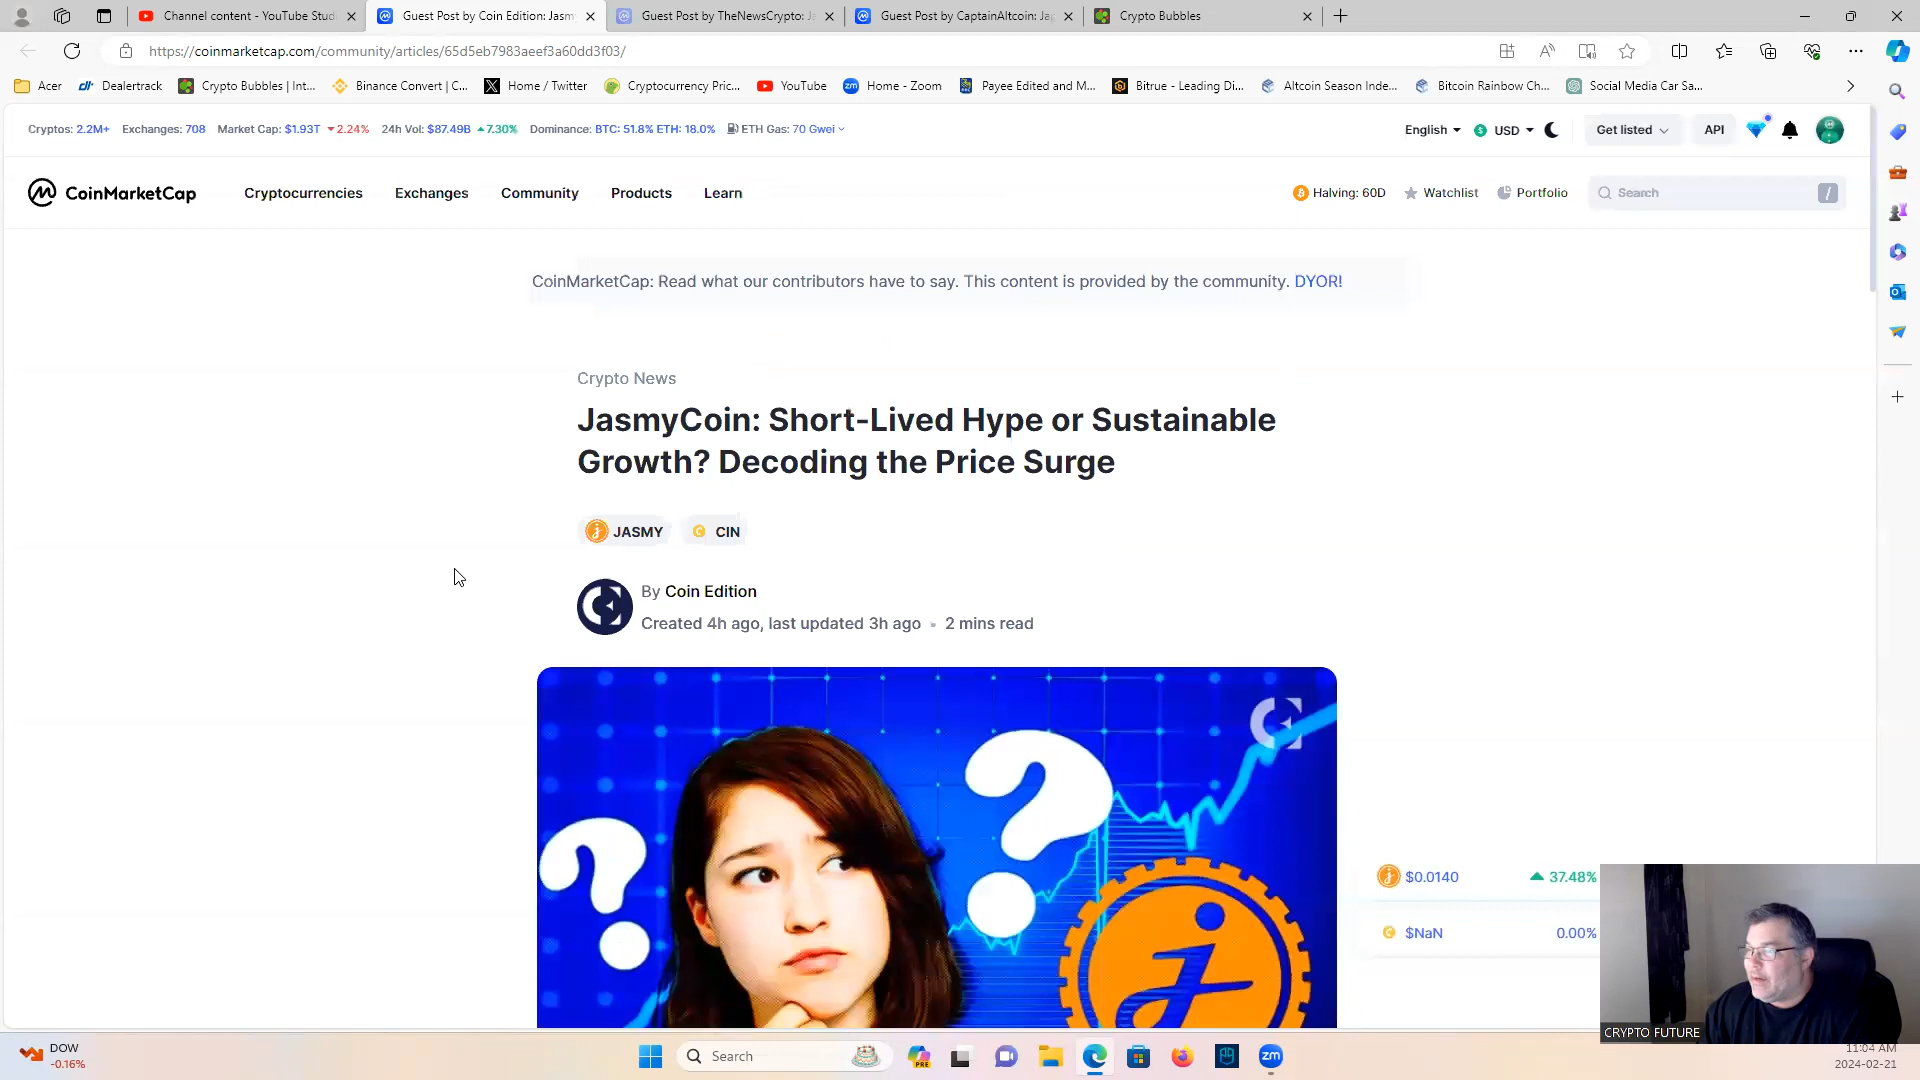 Channel content - YouTube Studi
Guest Post by Coin Edition: Jasm
Guest Post by TheNewsCrypto: Ja
Guest Post by CaptainAltcoin: Jap
Crypto Bubbles
https://coinmarketcap.com/community/articles/65d5eb7983aeef3a60dd3f03/
Acer
Dealertrack
Crypto Bubbles | Int...
Binance Convert | C...
Home / Twitter
Cryptocurrency Pric...
YouTube
Home - Zoom
Payee Edited and M...
Bitrue - Leading Di...
Altcoin Season Inde...
Bitcoin Rainbow Ch...
Social Media Car Sa...
Cryptos: 2.2M+ Exchanges: 708 Market Cap: $1.93T 2.24% 24h Vol: $87.49B 7.30% Dominance: BTC: 51.8% ETH: 18.0% ETH Gas: 70 Gwei
English USD Get listed API
CoinMarketCap Cryptocurrencies Exchanges Community Products Learn
Halving: 60D Watchlist Portfolio Search /
CoinMarketCap: Read what our contributors have to say. This content is provided by the community. DYOR!
Crypto News
JasmyCoin: Short-Lived Hype or Sustainable
Growth? Decoding the Price Surge
JASMY CIN
By Coin Edition
Created 4h ago, last updated 3h ago • 2 mins read
? ?
$0.0140 37.48%
$NaN 0.00%
CRYPTO FUTURE
DOW
-0.16%
Search
PRE
zm
11:04 AM
2024-02-21